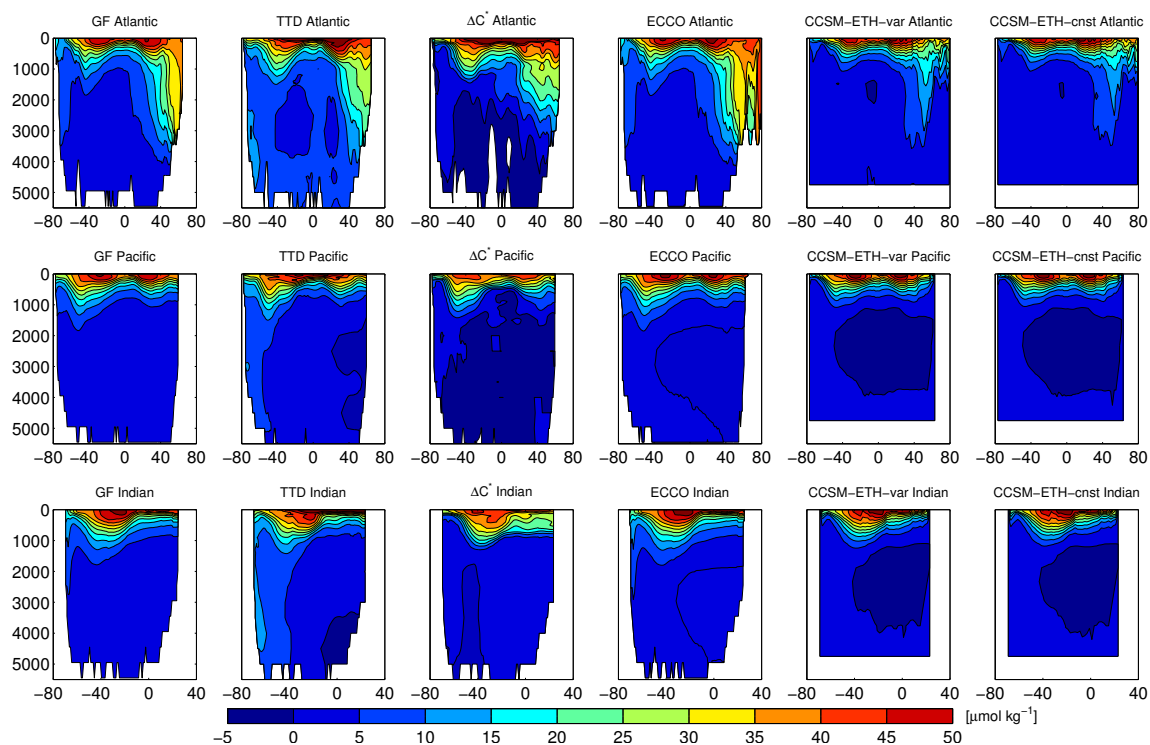 GF Atlantic TTD Atlantic ΔC* Atlantic ECCO Atlantic CCSM−ETH−var Atlantic CCSM−ETH−cnst Atlantic
0
1000
2000
3000
4000
5000
−80 −40 0 40 80 −80 −40 0 40 80 −80 −40 0 40 80 −80 −40 0 40 80 −80 −40 0 40 80 −80 −40 0 40 80
GF Pacific TTD Pacific ΔC* Pacific ECCO Pacific CCSM−ETH−var Pacific CCSM−ETH−cnst Pacific
0
1000
2000
3000
4000
5000
−80 −40 0 40 80 −80 −40 0 40 80 −80 −40 0 40 80 −80 −40 0 40 80 −80 −40 0 40 80 −80 −40 0 40 80
GF Indian TTD Indian ΔC* Indian ECCO Indian CCSM−ETH−var Indian CCSM−ETH−cnst Indian
0
1000
2000
3000
4000
5000
−80 −40 0 40 −80 −40 0 40 −80 −40 0 40 −80 −40 0 40 −80 −40 0 40 −80 −40 0 40
−5 0 5 10 15 20 25 30 35 40 45 50 [μmol kg⁻¹]